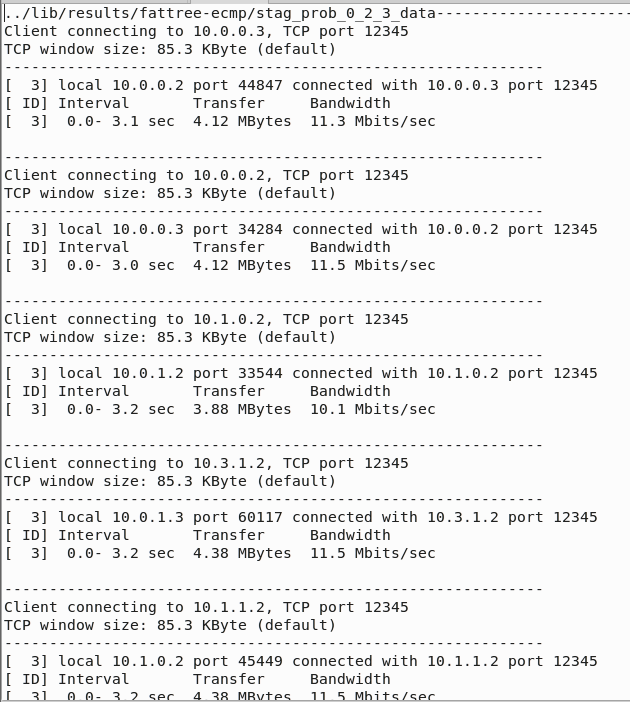 ../lib/results/fattree-ecmp/stag_prob_0_2_3_data----------------------
Client connecting to 10.0.0.3, TCP port 12345
TCP window size: 85.3 KByte (default)
------------------------------------------------------------
[  3] local 10.0.0.2 port 44847 connected with 10.0.0.3 port 12345
[ ID] Interval       Transfer     Bandwidth
[  3]  0.0- 3.1 sec  4.12 MBytes  11.3 Mbits/sec
------------------------------------------------------------
Client connecting to 10.0.0.2, TCP port 12345
TCP window size: 85.3 KByte (default)
------------------------------------------------------------
[  3] local 10.0.0.3 port 34284 connected with 10.0.0.2 port 12345
[ ID] Interval       Transfer     Bandwidth
[  3]  0.0- 3.0 sec  4.12 MBytes  11.5 Mbits/sec
------------------------------------------------------------
Client connecting to 10.1.0.2, TCP port 12345
TCP window size: 85.3 KByte (default)
------------------------------------------------------------
[  3] local 10.0.1.2 port 33544 connected with 10.1.0.2 port 12345
[ ID] Interval       Transfer     Bandwidth
[  3]  0.0- 3.2 sec  3.88 MBytes  10.1 Mbits/sec
------------------------------------------------------------
Client connecting to 10.3.1.2, TCP port 12345
TCP window size: 85.3 KByte (default)
------------------------------------------------------------
[  3] local 10.0.1.3 port 60117 connected with 10.3.1.2 port 12345
[ ID] Interval       Transfer     Bandwidth
[  3]  0.0- 3.2 sec  4.38 MBytes  11.5 Mbits/sec
------------------------------------------------------------
Client connecting to 10.1.1.2, TCP port 12345
TCP window size: 85.3 KByte (default)
------------------------------------------------------------
[  3] local 10.1.0.2 port 45449 connected with 10.1.1.2 port 12345
[ ID] Interval       Transfer     Bandwidth
[  3]  0.0- 3.2 sec  4.38 MBytes  11.5 Mbits/sec